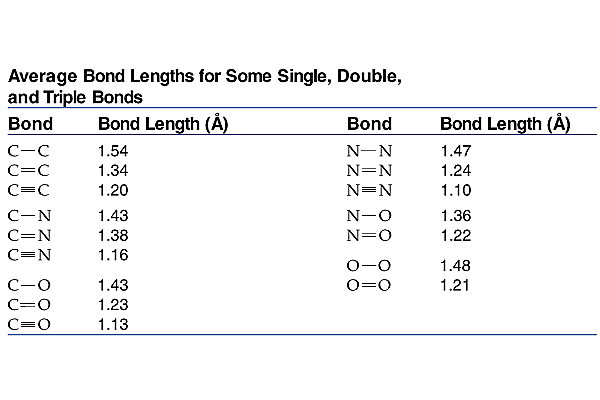 Average Bond Lengths for Some Single, Double,
and Triple Bonds
Bond Bond Length (Å) Bond Bond Length (Å)
C—C 1.54 N—N 1.47
C=C 1.34 N=N 1.24
C≡C 1.20 N≡N 1.10
C—N 1.43 N—O 1.36
C=N 1.38 N=O 1.22
C≡N 1.16
O—O 1.48
C—O 1.43 O=O 1.21
C=O 1.23
C≡O 1.13